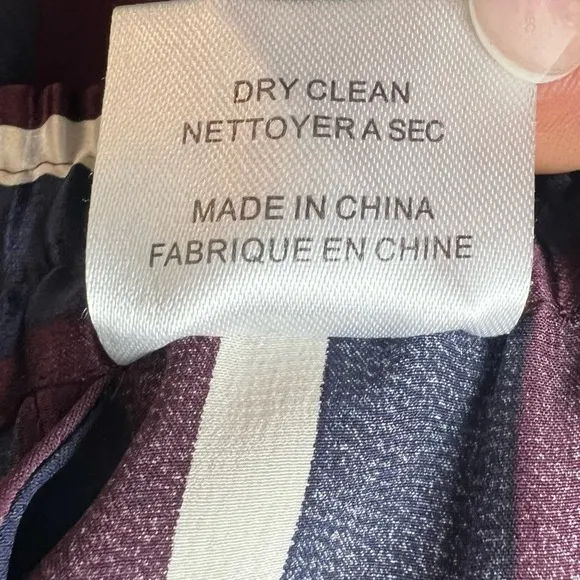 DRY CLEAN
NETTOYER A SEC
MADE IN CHINA
FABRIQUE EN CHINE